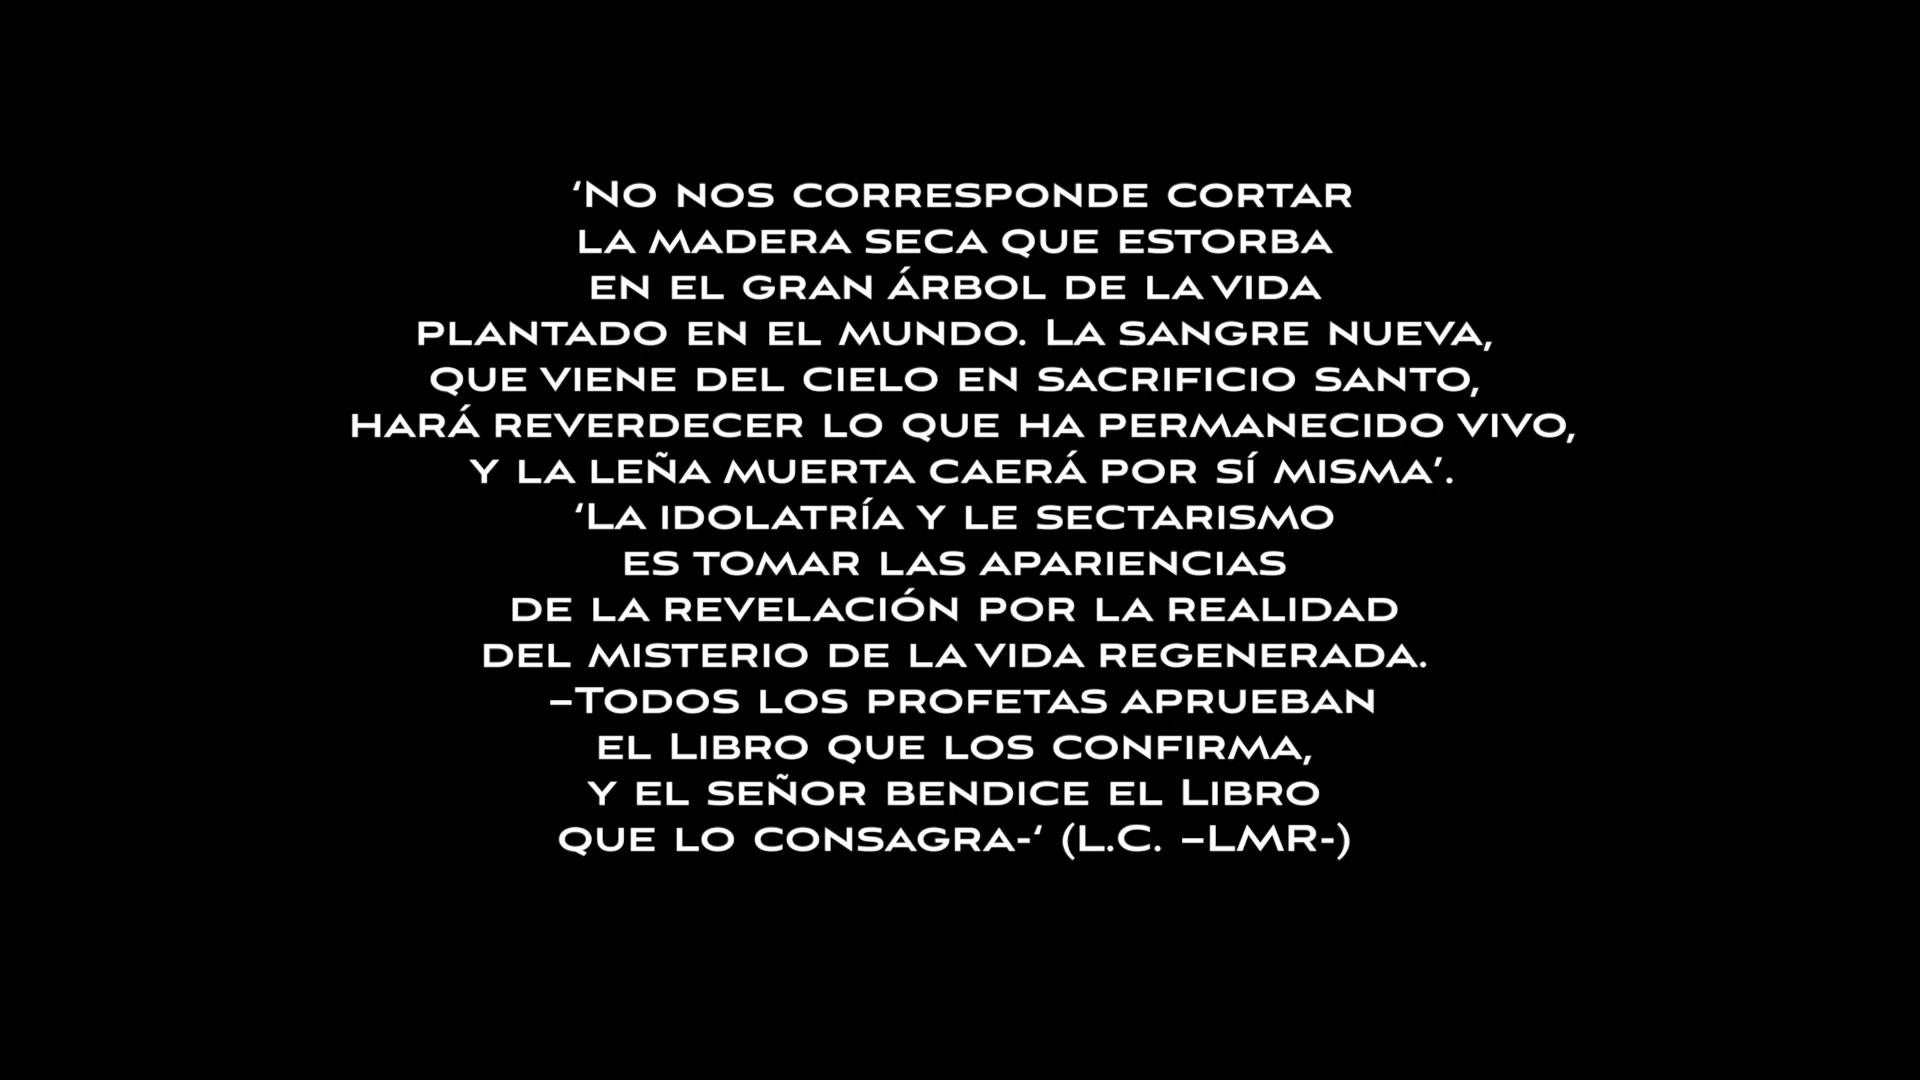 ‘No nos corresponde cortar
la madera seca que estorba
en el gran árbol de la vida
plantado en el mundo. La sangre nueva,
que viene del cielo en sacrificio santo,
hará reverdecer lo que ha permanecido vivo,
y la leña muerta caerá por sí misma’.
‘La idolatría y le sectarismo
es tomar las apariencias
de la revelación por la realidad
del misterio de la vida regenerada.
–Todos los profetas aprueban
el Libro que los confirma,
y el señor bendice el Libro
que lo consagra-‘ (L.C. –LMR-)